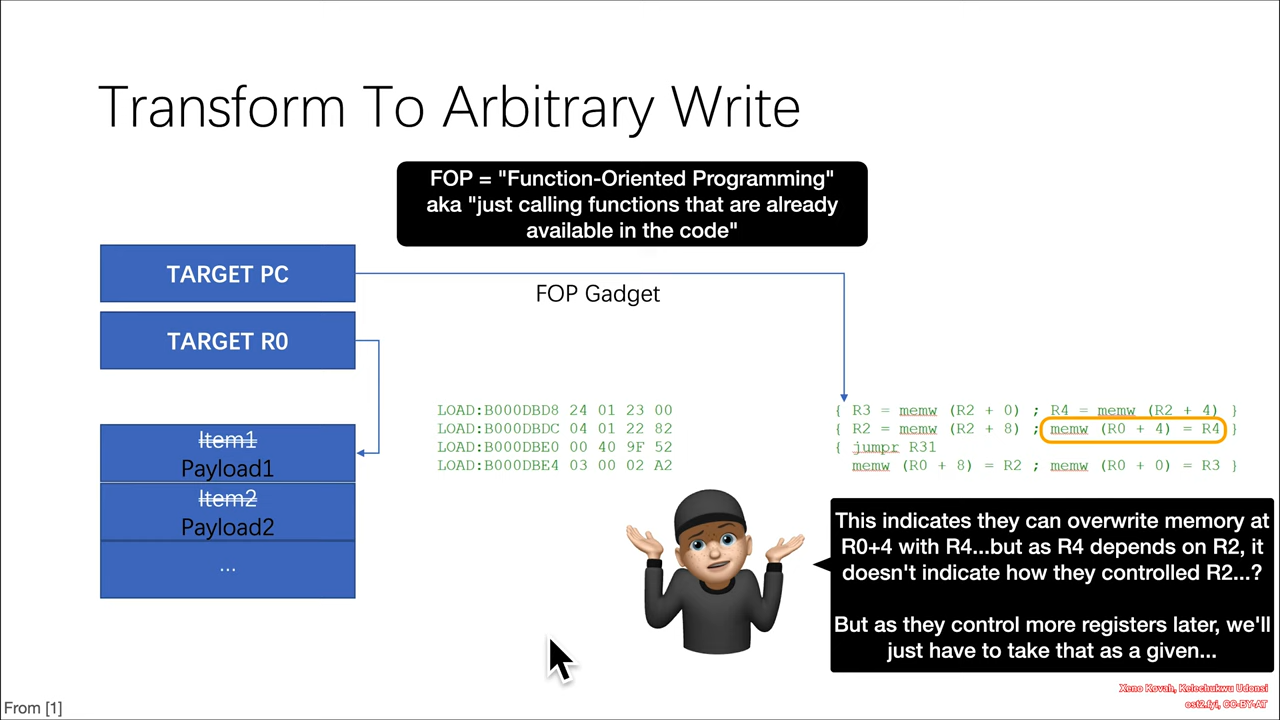 Transform To Arbitrary Write
FOP = "Function-Oriented Programming"
aka "just calling functions that are already
available in the code"
TARGET PC
FOP Gadget
TARGET R0
LOAD:B000DBD8 24 01 23 00
LOAD:B000DBDC 04 01 22 82
LOAD:B000DBE0 00 40 9F 52
LOAD:B000DBE4 03 00 02 A2
{ R3 = memw (R2 + 0) ; R4 = memw (R2 + 4) }
{ R2 = memw (R2 + 8) ; memw (R0 + 4) = R4 }
{ jumpr R31
memw (R0 + 8) = R2 ; memw (R0 + 0) = R3 }
Item1
Payload1
Item2
Payload2
...
This indicates they can overwrite memory at
R0+4 with R4...but as R4 depends on R2, it
doesn't indicate how they controlled R2...?
But as they control more registers later, we'll
just have to take that as a given...
From [1]
Xeno Kovah, Kelechukwu Udonsi
ost2.fyi, CC-BY-AT